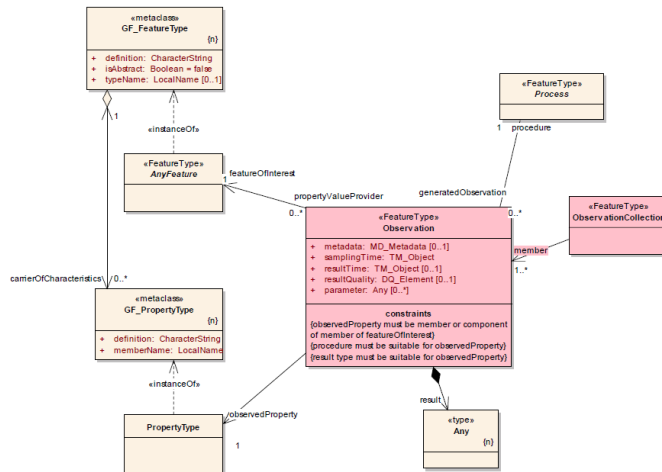 «metaclass»
GF_FeatureType
{n}
+ definition: CharacterString
+ isAbstract: Boolean = false
+ typeName: LocalName [0..1]
1
«instanceOf»
«FeatureType»
AnyFeature
featureOfInterest
1
«FeatureType»
Process
1
procedure
propertyValueProvider
0..*
generatedObservation
0..*
«FeatureType»
Observation
+ metadata: MD_Metadata [0..1]
+ samplingTime: TM_Object
+ resultTime: TM_Object [0..1]
+ resultQuality: DQ_Element [0..1]
+ parameter: Any [0..*]
constraints
{observedProperty must be member or component
of member of featureOfInterest}
{procedure must be suitable for observedProperty}
{result type must be suitable for observedProperty}
«FeatureType»
ObservationCollection
member
1..*
carrierOfCharacteristics
0..*
«metaclass»
GF_PropertyType
{n}
+ definition: CharacterString
+ memberName: LocalName
«instanceOf»
PropertyType
observedProperty
1
result
«type»
Any
{n}